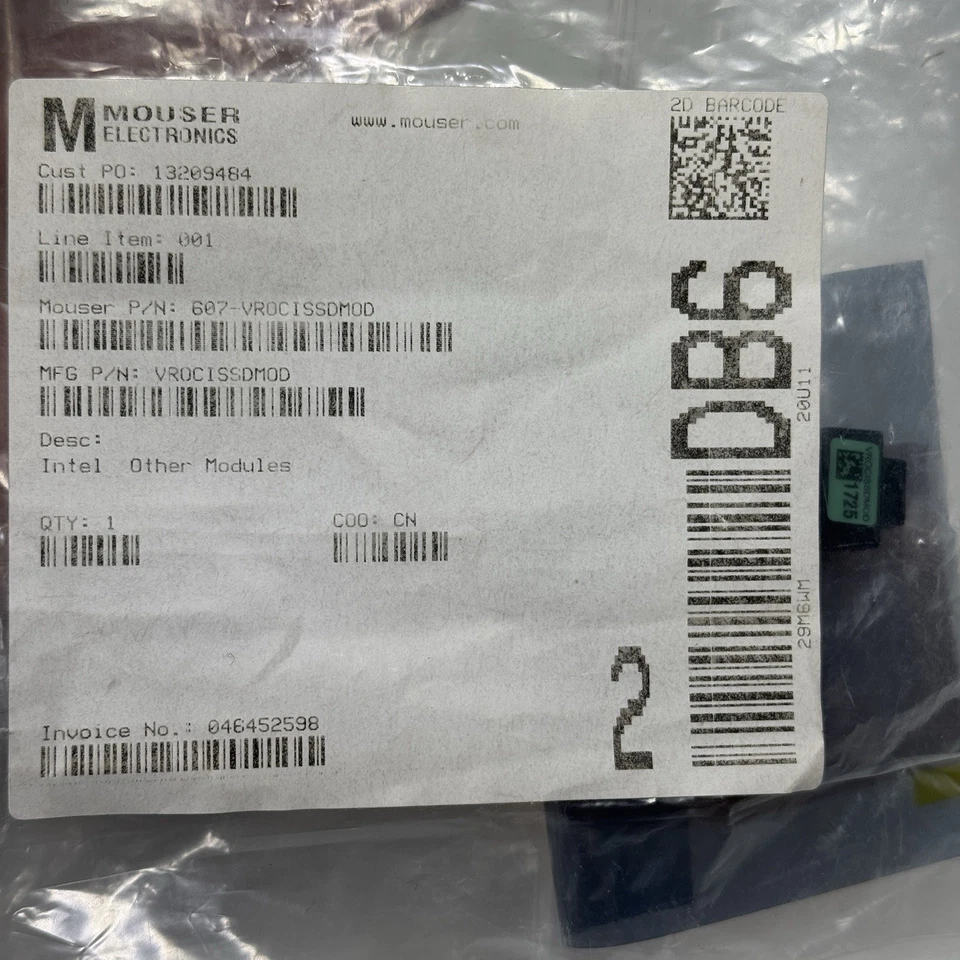 M MOUSER
ELECTRONICS
www.mouser.com
2D BARCODE
Cust PO: 13209484
Line Item: 001
Mouser P/N: 607-VROCISSDMOD
MFG P/N: VROCISSDMOD
Desc:
Intel Other Modules
QTY: 1
COO: CN
Invoice No.: 046452598
2
DB6
20U11
29M6WM
VROCISSDMOD
1725